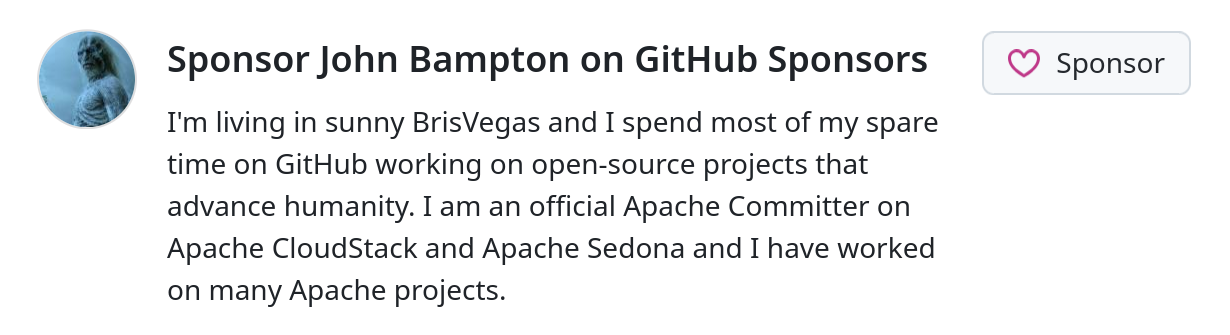 Sponsor John Bampton on GitHub Sponsors
Sponsor
I'm living in sunny BrisVegas and I spend most of my spare
time on GitHub working on open-source projects that
advance humanity. I am an official Apache Committer on
Apache CloudStack and Apache Sedona and I have worked
on many Apache projects.